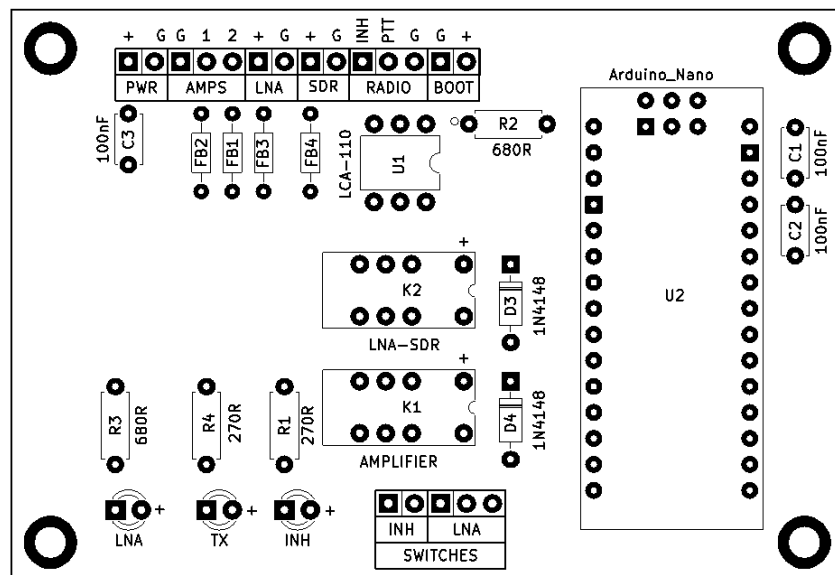 + G G 1 2 + G + G INH PTT G G +
PWR AMPS LNA SDR RADIO BOOT
Arduino_Nano
100nF
C3
FB2
FB1
FB3
FB4
LCA-110
U1
R2
680R
C1
100nF
C2
100nF
U2
+
K2
LNA-SDR
D3
1N4148
+
K1
AMPLIFIER
D4
1N4148
R3
680R
R4
270R
R1
270R
+
LNA
+
TX
+
INH
INH LNA
SWITCHES